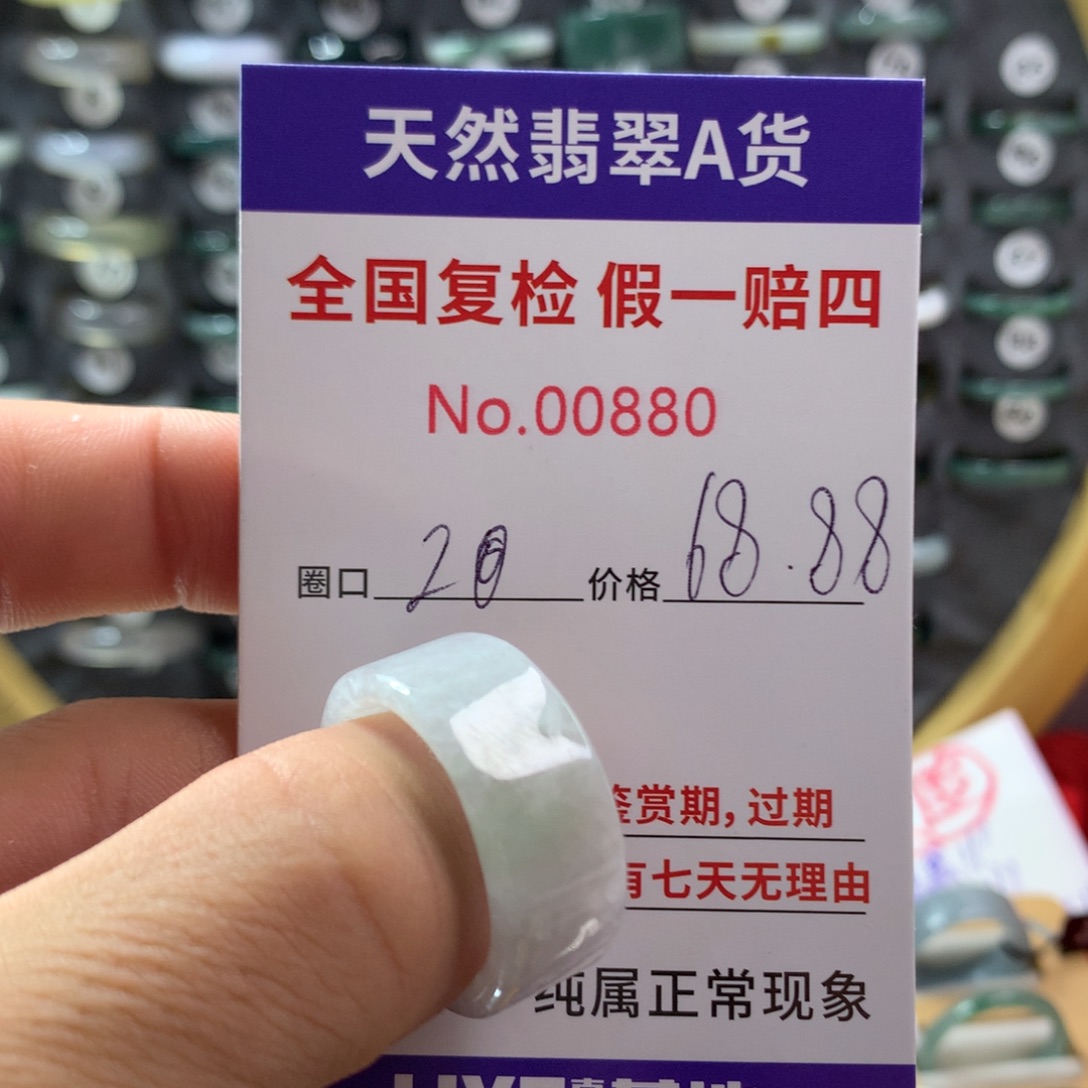 天然翡翠A货
全国复检 假一赔四
No.00880
圈口 20 价格 68.88
鉴赏期，过期
有七天无理由
纯属正常现象